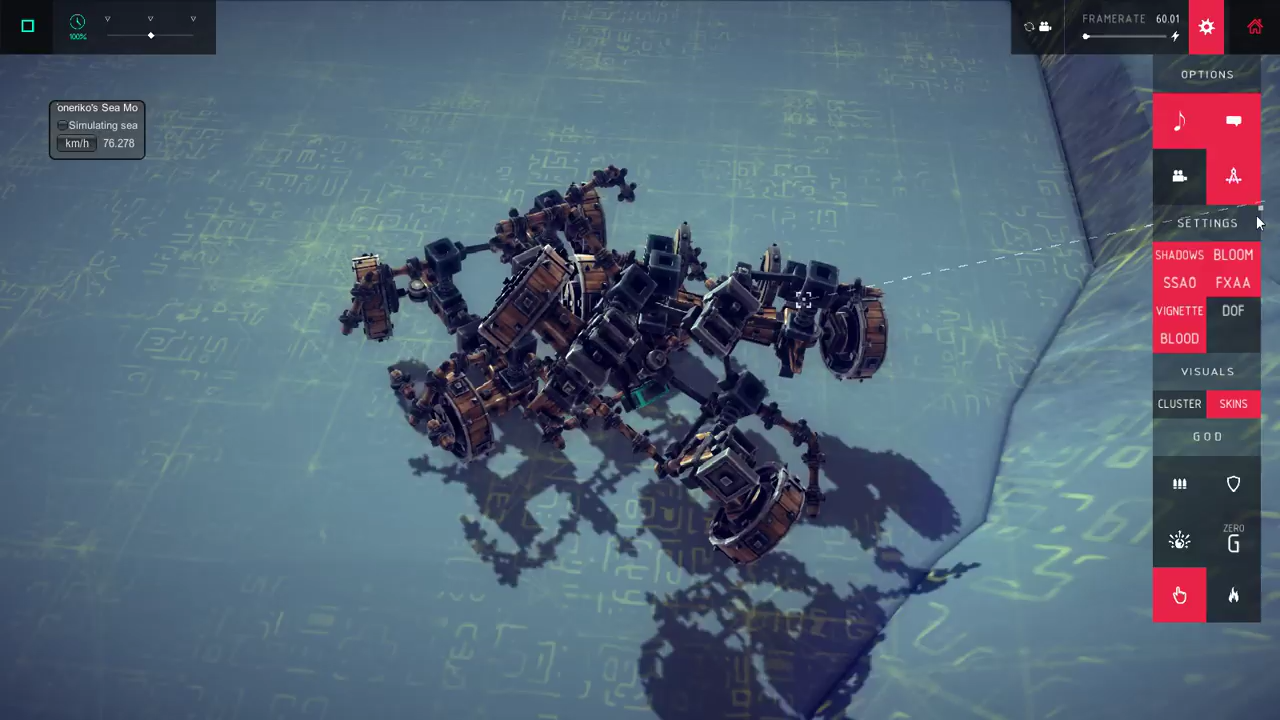 100%
FRAMERATE 60.01
OPTIONS
oneriko's Sea Mo
Simulating sea
km/h 76.278
SETTINGS
SHADOWS BLOOM
SSAO FXAA
VIGNETTE DOF
BLOOD
VISUALS
CLUSTER SKINS
GOD
ZERO
G